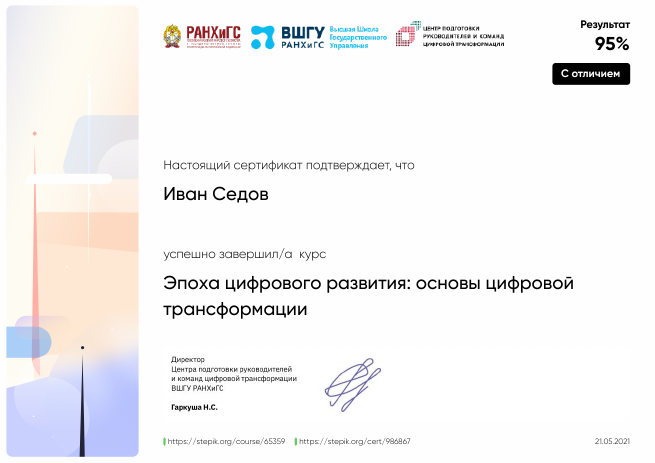 РАНХиГС
ВШГУ
РАНХиГС
Высшая Школа
Государственного
Управления
ЦЕНТР ПОДГОТОВКИ
РУКОВОДИТЕЛЕЙ И КОМАНД
ЦИФРОВОЙ ТРАНСФОРМАЦИИ
Результат
95%
С отличием
Настоящий сертификат подтверждает, что
Иван Седов
успешно завершил/а курс
Эпоха цифрового развития: основы цифровой
трансформации
Директор
Центра подготовки руководителей
и команд цифровой трансформации
ВШГУ РАНХиГС
Гаркуша Н.С.
https://stepik.org/course/65359
https://stepik.org/cert/986867
21.05.2021